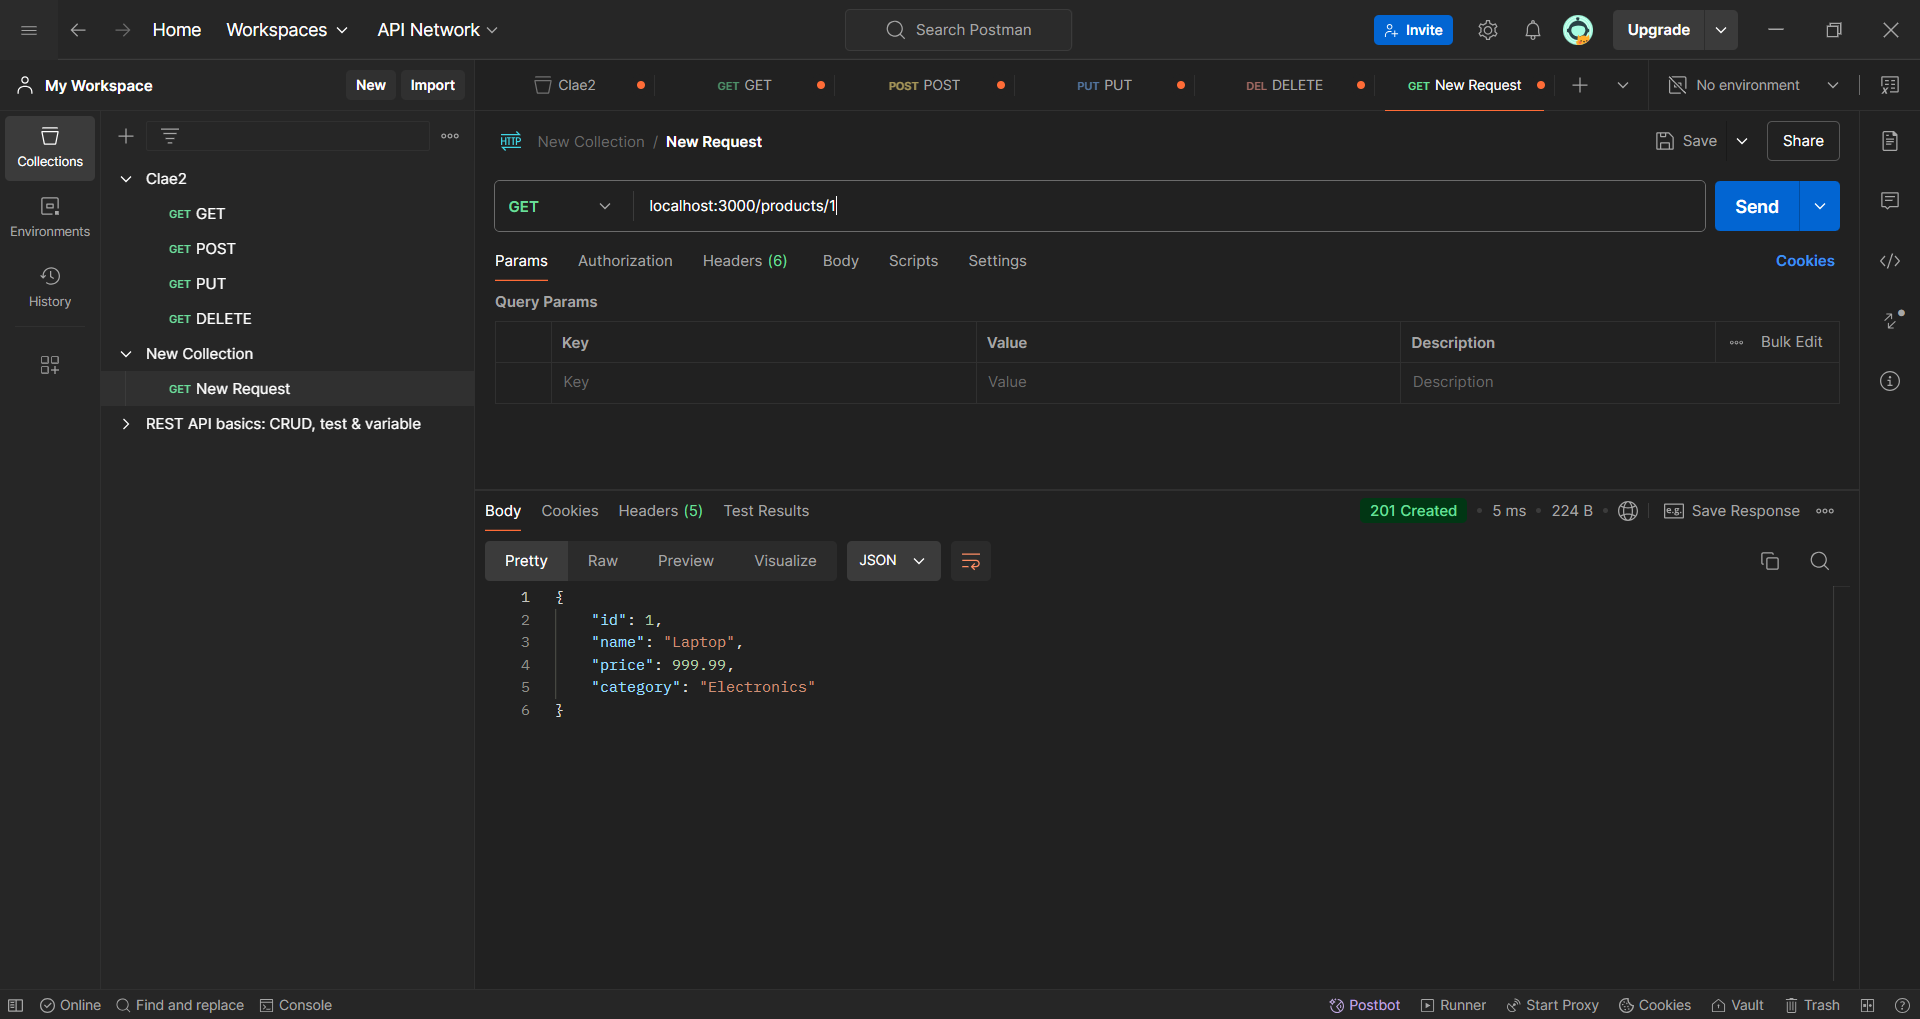 Home Workspaces API Network Search Postman Invite Upgrade
My Workspace New Import Clae2 GET GET POST POST PUT PUT DEL DELETE GET New Request No environment
Collections
Environments
History
Clae2
GET GET
GET POST
GET PUT
GET DELETE
New Collection
GET New Request
REST API basics: CRUD, test & variable
HTTP New Collection / New Request Save Share
GET localhost:3000/products/1 Send
Params Authorization Headers (6) Body Scripts Settings Cookies
Query Params
Key Value Description Bulk Edit
Key Value Description
Body Cookies Headers (5) Test Results 201 Created 5 ms 224 B e.g. Save Response
Pretty Raw Preview Visualize JSON
1 {
2 "id": 1,
3 "name": "Laptop",
4 "price": 999.99,
5 "category": "Electronics"
6 }
Online Find and replace Console Postbot Runner Start Proxy Cookies Vault Trash